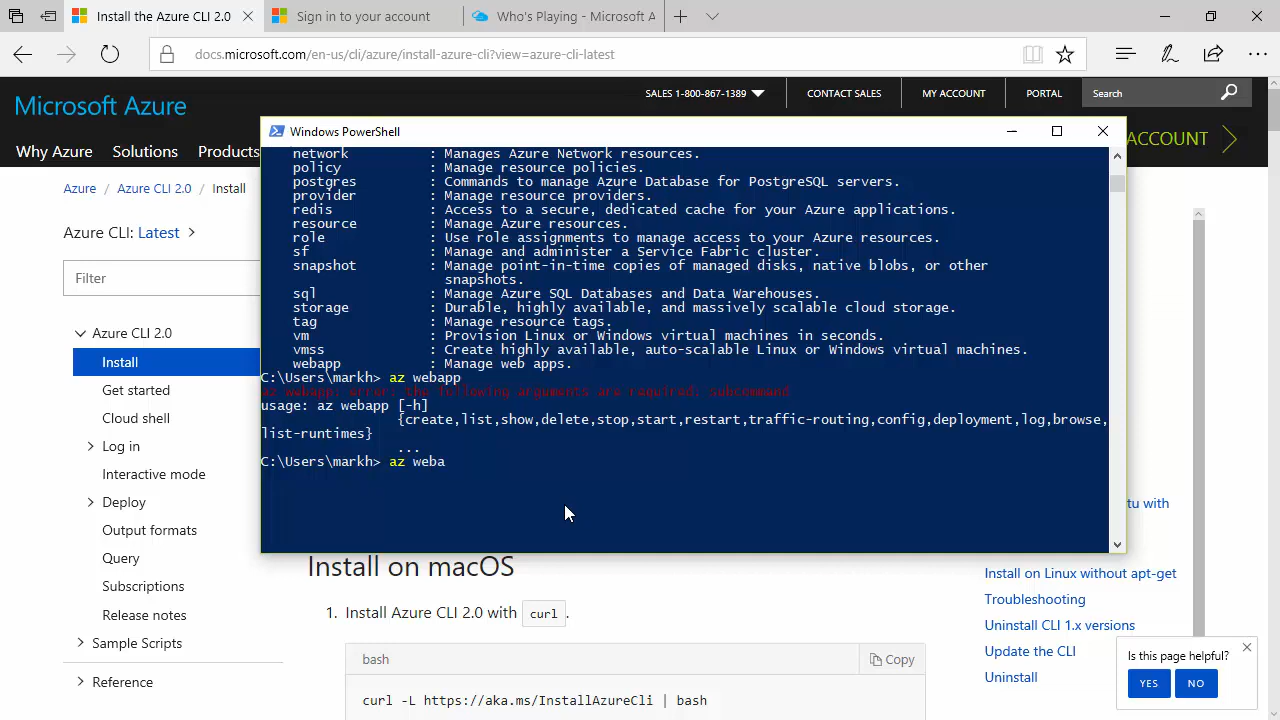 Install the Azure CLI 2.0
Sign in to your account
Who's Playing - Microsoft A
docs.microsoft.com/en-us/cli/azure/install-azure-cli?view=azure-cli-latest
Microsoft Azure
SALES 1-800-867-1389
CONTACT SALES
MY ACCOUNT
PORTAL
Search
Why Azure
Solutions
Products
ACCOUNT
Azure
Azure CLI 2.0
Install
Azure CLI: Latest
Filter
Azure CLI 2.0
Install
Get started
Cloud shell
Log in
Interactive mode
Deploy
Output formats
Query
Subscriptions
Release notes
Sample Scripts
Reference
Windows PowerShell
network : Manages Azure Network resources.
policy : Manage resource policies.
postgres : Commands to manage Azure Database for PostgreSQL servers.
provider : Manage resource providers.
redis : Access to a secure, dedicated cache for your Azure applications.
resource : Manage Azure resources.
role : Use role assignments to manage access to your Azure resources.
sf : Manage and administer a Service Fabric cluster.
snapshot : Manage point-in-time copies of managed disks, native blobs, or other
snapshots.
sql : Manage Azure SQL Databases and Data Warehouses.
storage : Durable, highly available, and massively scalable cloud storage.
tag : Manage resource tags.
vm : Provision Linux or Windows virtual machines in seconds.
vmss : Create highly available, auto-scalable Linux or Windows virtual machines.
webapp : Manage web apps.
C:\Users\markh> az webapp
az webapp: error: the following arguments are required: subcommand
usage: az webapp [-h]
{create,list,show,delete,stop,start,restart,traffic-routing,config,deployment,log,browse,
list-runtimes}
...
C:\Users\markh> az weba
Install on macOS
1. Install Azure CLI 2.0 with curl.
bash
Copy
curl -L https://aka.ms/InstallAzureCli | bash
tu with
Install on Linux without apt-get
Troubleshooting
Uninstall CLI 1.x versions
Update the CLI
Uninstall
Is this page helpful?
YES
NO